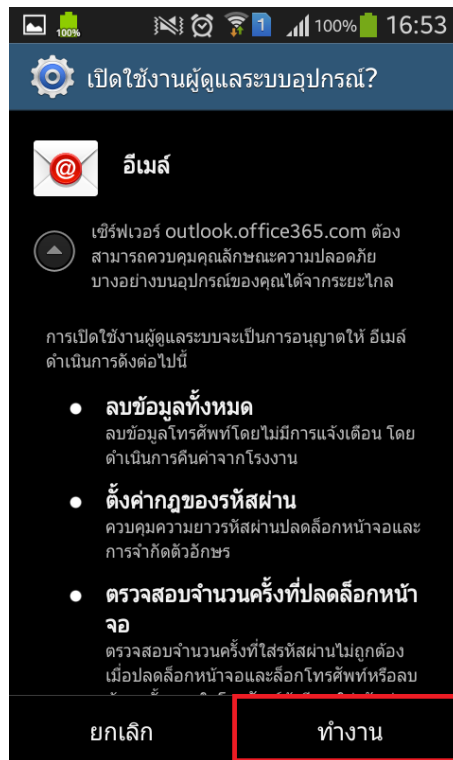 100%
1
100%
16:53
เปิดใช้งานผู้ดูแลระบบอุปกรณ์?
@
อีเมล์
เซิร์ฟเวอร์ outlook.office365.com ต้อง
สามารถควบคุมคุณลักษณะความปลอดภัย
บางอย่างบนอุปกรณ์ของคุณได้จากระยะไกล
การเปิดใช้งานผู้ดูแลระบบจะเป็นการอนุญาตให้ อีเมล์
ดำเนินการดังต่อไปนี้
ลบข้อมูลทั้งหมด
ลบข้อมูลโทรศัพท์โดยไม่มีการแจ้งเตือน โดย
ดำเนินการคืนค่าจากโรงงาน
ตั้งค่ากฎของรหัสผ่าน
ควบคุมความยาวรหัสผ่านปลดล็อกหน้าจอและ
การจำกัดตัวอักษร
ตรวจสอบจำนวนครั้งที่ปลดล็อกหน้า
จอ
ตรวจสอบจำนวนครั้งที่ใส่รหัสผ่านไม่ถูกต้อง
เมื่อปลดล็อกหน้าจอและล็อกโทรศัพท์หรือลบ
ยกเลิก
ทำงาน